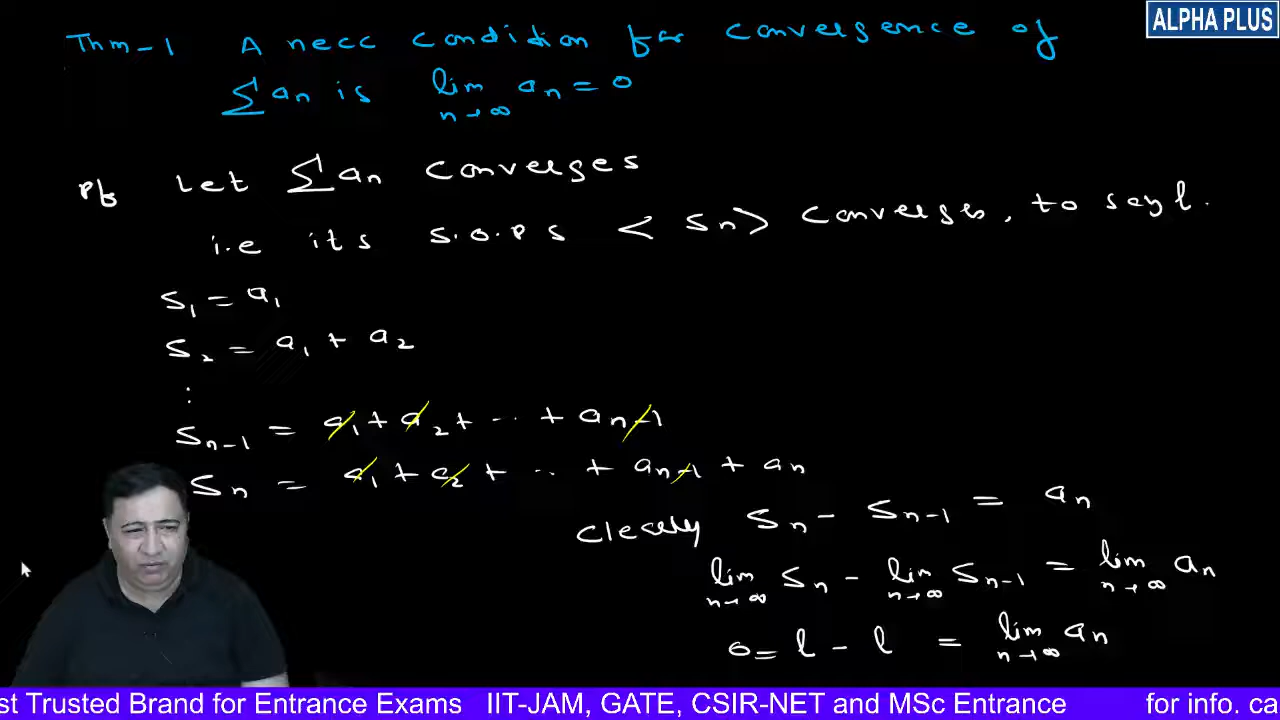 ALPHA PLUS
Thm-1 A necc condition for convergence of
∑an is lim n→∞ an = 0
Pf Let ∑an converges
i.e its s.o.p.s < Sn > converges, to say l.
S1 = a1
S2 = a1 + a2
⋮
Sn-1 = a1 + a2 + ... + an-1
Sn = a1 + a2 + ... + an-1 + an
Clearly Sn - Sn-1 = an
lim n→∞ Sn - lim n→∞ Sn-1 = lim n→∞ an
0 = l - l = lim n→∞ an
st Trusted Brand for Entrance Exams IIT-JAM, GATE, CSIR-NET and MSc Entrance for info. ca